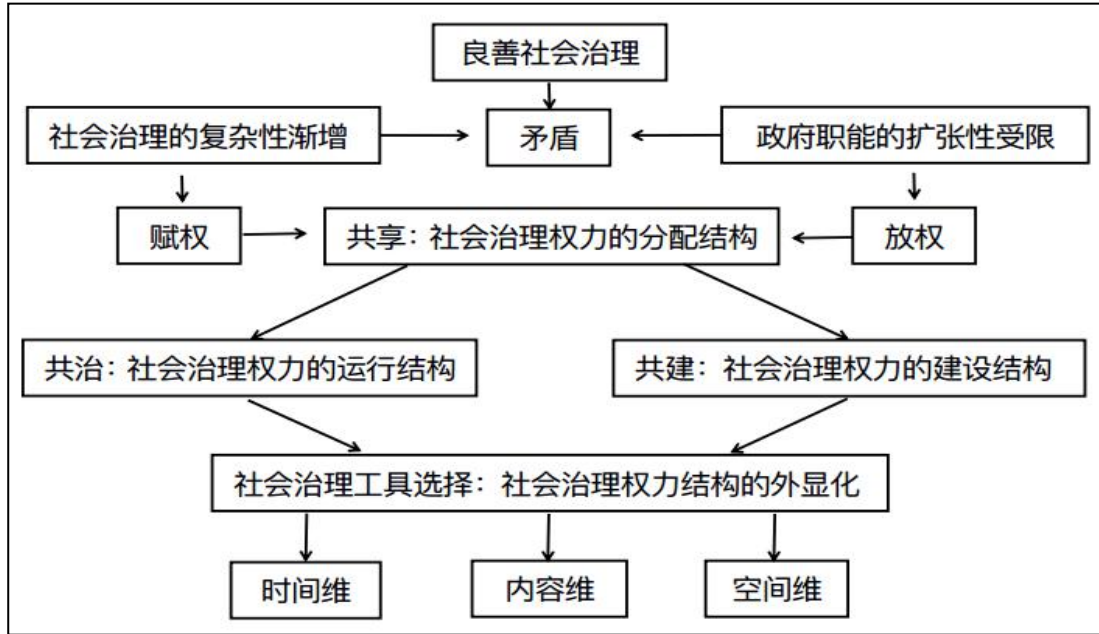 良善社会治理
社会治理的复杂性渐增
矛盾
政府职能的扩张性受限
赋权
共享：社会治理权力的分配结构
放权
共治：社会治理权力的运行结构
共建：社会治理权力的建设结构
社会治理工具选择：社会治理权力结构的外显化
时间维
内容维
空间维